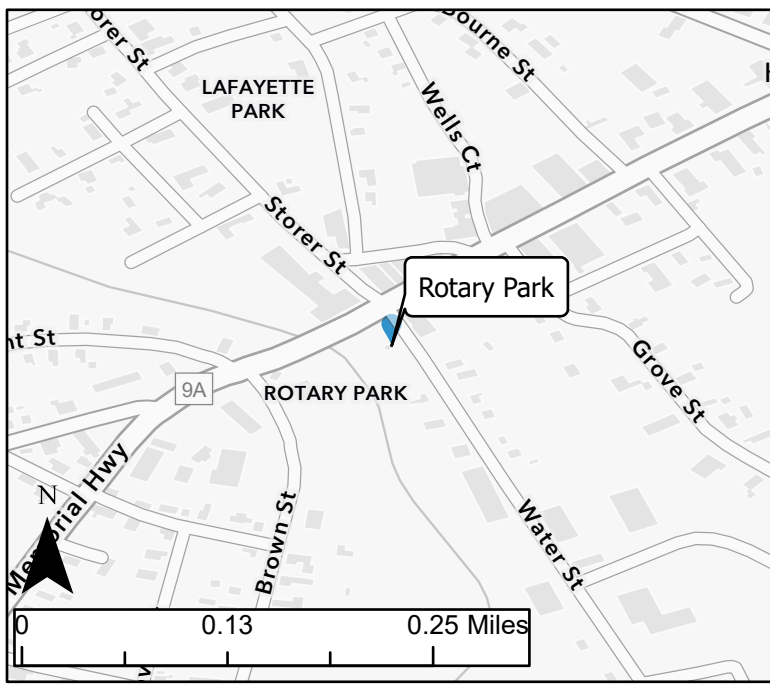 orer St
Bourne St
H
LAFAYETTE
PARK
Wells Ct
Storer St
Rotary Park
nt St
9A
ROTARY PARK
Grove St
N
Memorial Hwy
Brown St
Water St
0 0.13 0.25 Miles